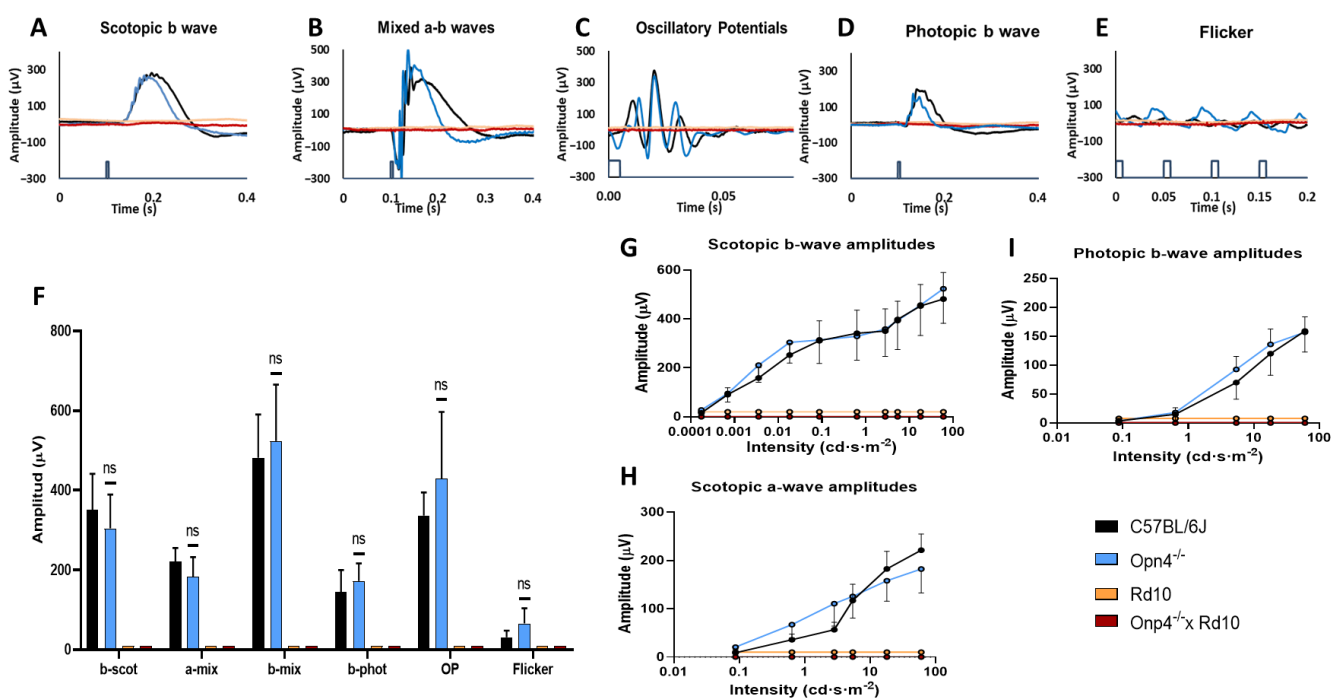 A Scotopic b wave
Amplitude (µV)
300
100
−100
−300
0 0.2 0.4
Time (s)
B Mixed a-b waves
Amplitude (µV)
500
300
100
−100
−300
0 0.1 0.2 0.3 0.4
Time (s)
C Oscillatory Potentials
Amplitude (µV)
500
300
100
−100
−300
0.00 0.05
Time (s)
D Photopic b wave
Amplitude (µV)
300
100
−100
−300
0 0.2 0.4
Time (s)
E Flicker
Amplitud (µV)
300
100
−100
−300
0 0.05 0.10 0.15 0.2
Time (s)
F
Amplitud (µV)
800
600
400
200
0
ns ns ns ns ns ns
b-scot a-mix b-mix b-phot OP Flicker
G Scotopic b-wave amplitudes
Amplitude (µV)
600
400
200
0
0.0001 0.001 0.01 0.1 1 10 100
Intensity (cd·s·m-2)
H Scotopic a-wave amplitudes
Amplitude (µV)
300
200
100
0
0.01 0.1 1 10 100
Intensity (cd·s·m-2)
I Photopic b-wave amplitudes
Amplitude (µV)
250
200
150
100
50
0
0.01 0.1 1 10 100
Intensity (cd·s·m-2)
C57BL/6J
Opn4-/-
Rd10
Onp4-/-x Rd10